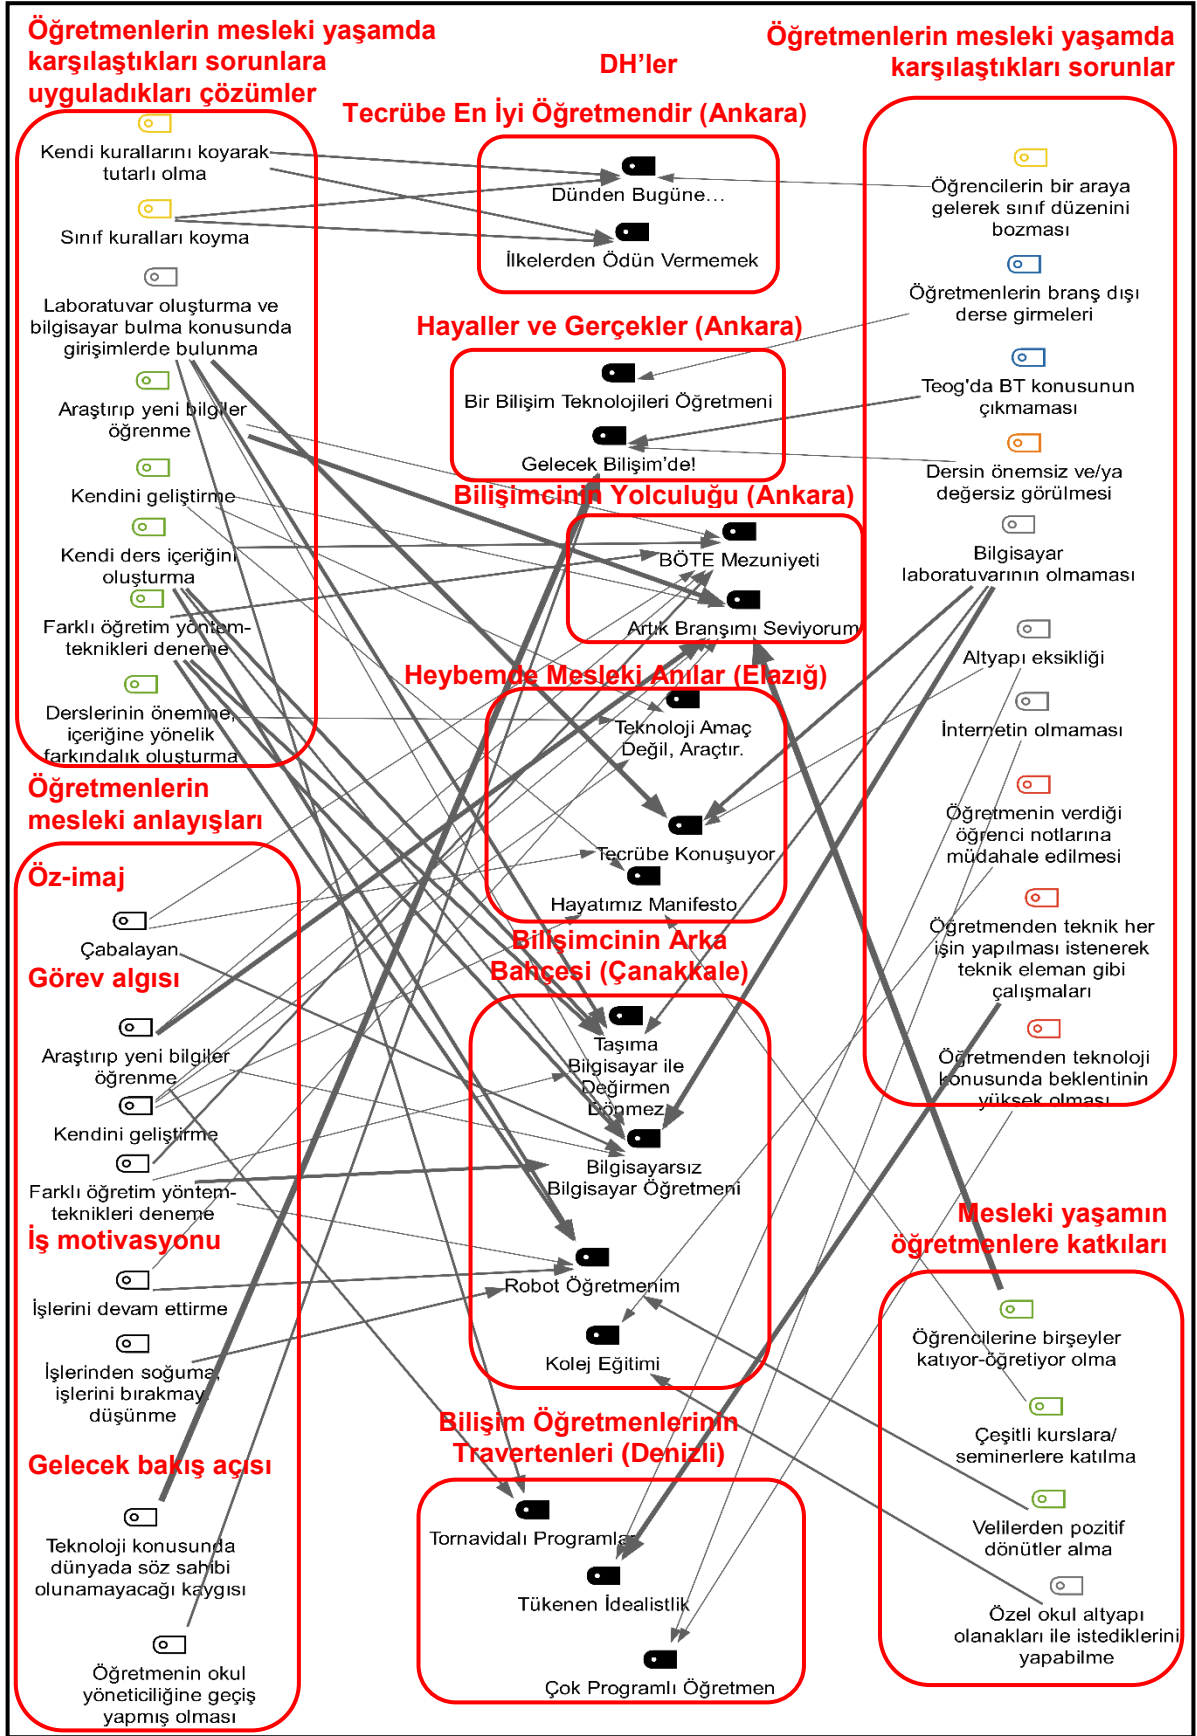 Öğretmenlerin mesleki yaşamda
karşılaştıkları sorunlara
uyguladıkları çözümler
Kendi kurallarını koyarak
tutarlı olma
Sınıf kuralları koyma
Laboratuvar oluşturma ve
bilgisayar bulma konusunda
girişimlerde bulunma
Araştırıp yeni bilgiler
öğrenme
Kendini geliştirme
Kendi ders içeriğini
oluşturma
Farklı öğretim yöntem-
teknikleri deneme
Derslerinin önemine,
içeriğine yönelik
farkındalık oluşturma
Öğretmenlerin
mesleki anlayışları
Öz-imaj
Çabalayan
Görev algısı
Araştırıp yeni bilgiler
öğrenme
Kendini geliştirme
Farklı öğretim yöntem-
teknikleri deneme
İş motivasyonu
İşlerini devam ettirme
İşlerinden soğuma,
işlerini bırakmayı
düşünme
Gelecek bakış açısı
Teknoloji konusunda
dünyada söz sahibi
olunamayacağı kaygısı
Öğretmenin okul
yöneticiliğine geçiş
yapmış olması
DH'ler
Tecrübe En İyi Öğretmendir (Ankara)
Dünden Bugüne...
İlkelerden Ödün Vermemek
Hayaller ve Gerçekler (Ankara)
Bir Bilişim Teknolojileri Öğretmeni
Gelecek Bilişim'de!
Bilişimcinin Yolculuğu (Ankara)
BÖTE Mezuniyeti
Artık Branşımı Seviyorum
Heybemde Mesleki Anılar (Elazığ)
Teknoloji Amaç
Değil, Araçtır.
Tecrübe Konuşuyor
Hayatımız Manifesto
Bilişimcinin Arka
Bahçesi (Çanakkale)
Taşıma
Bilgisayar ile
Değirmen
Dönmez
Bilgisayarsız
Bilgisayar Öğretmeni
Robot Öğretmenim
Kolej Eğitimi
Bilişim Öğretmenlerinin
Travertenleri (Denizli)
Tornavidalı Programlar
Tükenen İdealistlik
Çok Programlı Öğretmen
Öğretmenlerin mesleki yaşamda
karşılaştıkları sorunlar
Öğrencilerin bir araya
gelerek sınıf düzenini
bozması
Öğretmenlerin branş dışı
derse girmeleri
Teog'da BT konusunun
çıkmaması
Dersin önemsiz ve/ya
değersiz görülmesi
Bilgisayar
laboratuvarının olmaması
Altyapı eksikliği
İnternetin olmaması
Öğretmenin verdiği
öğrenci notlarına
müdahale edilmesi
Öğretmenden teknik her
işin yapılması istenerek
teknik eleman gibi
çalışmaları
Öğretmenden teknoloji
konusunda beklentinin
yüksek olması
Mesleki yaşamın
öğretmenlere katkıları
Öğrencilerine birşeyler
katıyor-öğretiyor olma
Çeşitli kurslara/
seminerlere katılma
Velilerden pozitif
dönütler alma
Özel okul altyapı
olanakları ile istediklerini
yapabilme